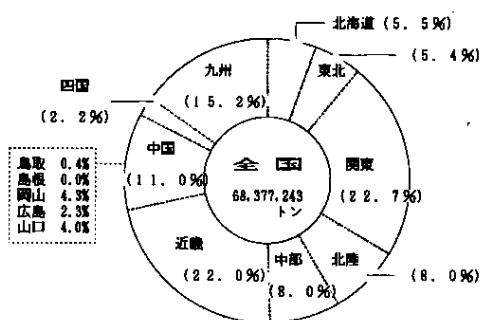 北海道 (5. 5%)
(5. 4%)
東北
九州
(15. 2%)
四国
(2. 2%)
中国
(11. 0%)
鳥取 0.4%
島根 0.0%
岡山 4.3%
広島 2.3%
山口 4.0%
全国
68,377,243
トン
関東
(22. 7%)
近畿
(22. 0%)
中部
(8. 0%)
北陸
(8. 0%)